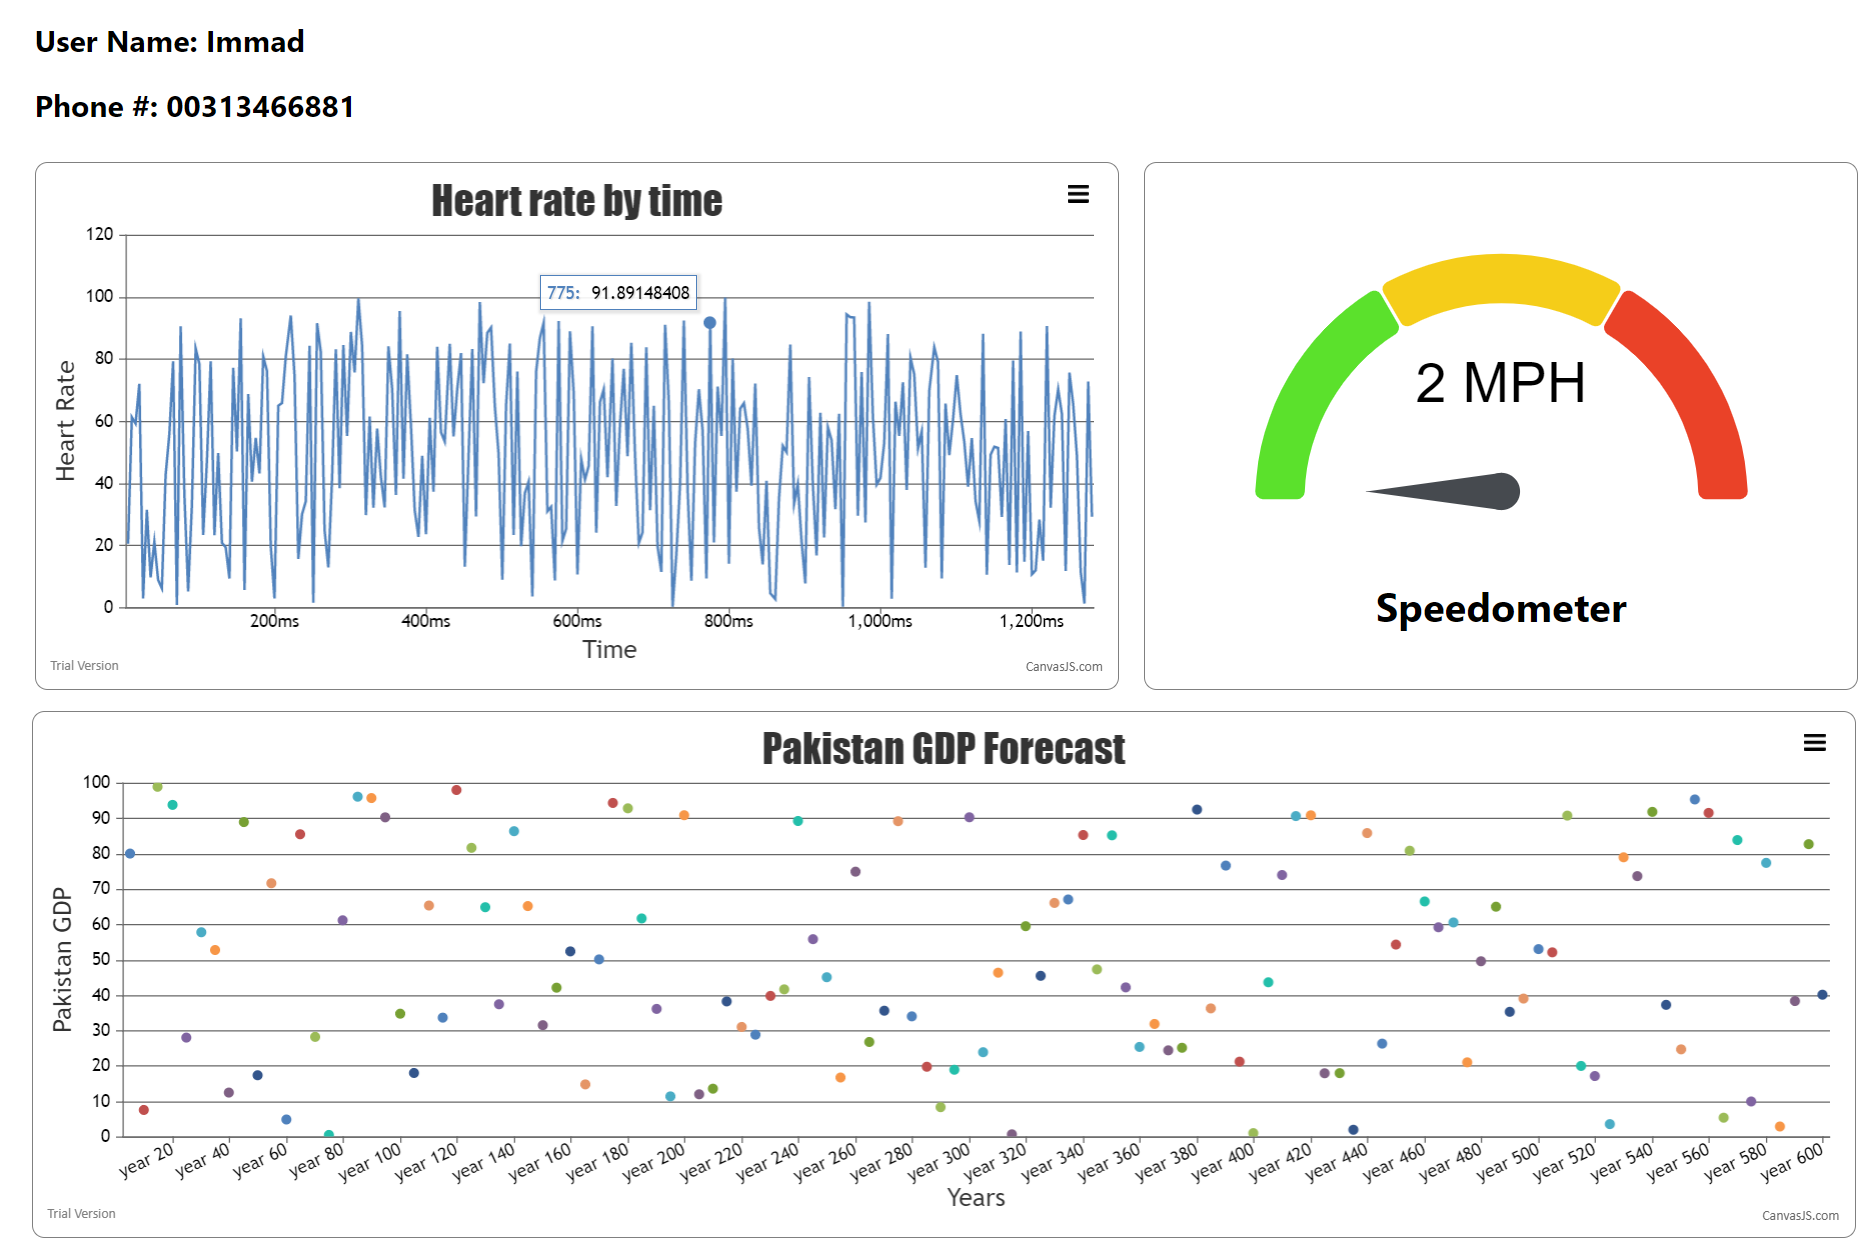 User Name: Immad
Phone #: 00313466881
Heart rate by time
120
100
80
60
40
20
0
Heart Rate
775: 91.89148408
200ms 400ms 600ms 800ms 1,000ms 1,200ms
Time
Trial Version
CanvasJS.com
2 MPH
Speedometer
Pakistan GDP Forecast
100
90
80
70
60
50
40
30
20
10
0
Pakistan GDP
year 20 year 40 year 60 year 80 year 100 year 120 year 140 year 160 year 180 year 200 year 220 year 240 year 260 year 280 year 300 year 320 year 340 year 360 year 380 year 400 year 420 year 440 year 460 year 480 year 500 year 520 year 540 year 560 year 580 year 600
Years
Trial Version
CanvasJS.com